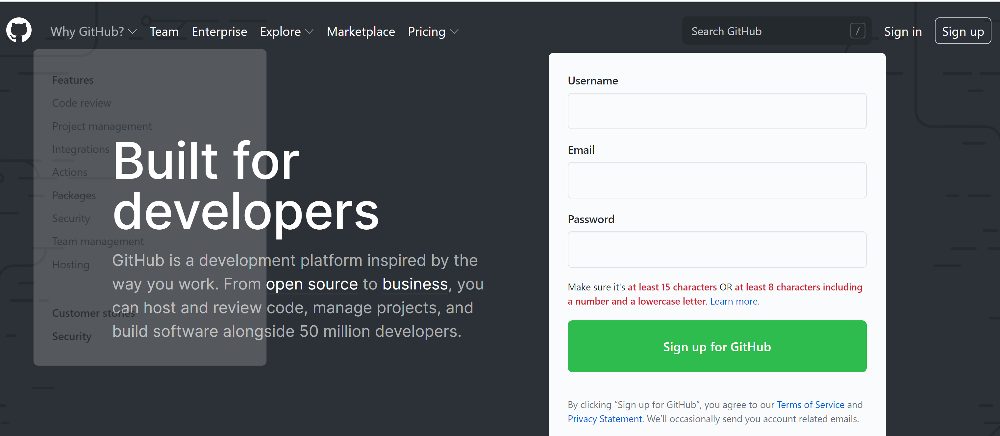 Why GitHub? Team Enterprise Explore Marketplace Pricing Search GitHub / Sign in Sign up
Features
Code review
Project management
Integrations
Actions
Packages
Security
Team management
Hosting
Customer stories
Security
Built for
developers
GitHub is a development platform inspired by the
way you work. From open source to business, you
can host and review code, manage projects, and
build software alongside 50 million developers.
Username
Email
Password
Make sure it's at least 15 characters OR at least 8 characters including
a number and a lowercase letter. Learn more.
Sign up for GitHub
By clicking “Sign up for GitHub”, you agree to our Terms of Service and
Privacy Statement. We’ll occasionally send you account related emails.